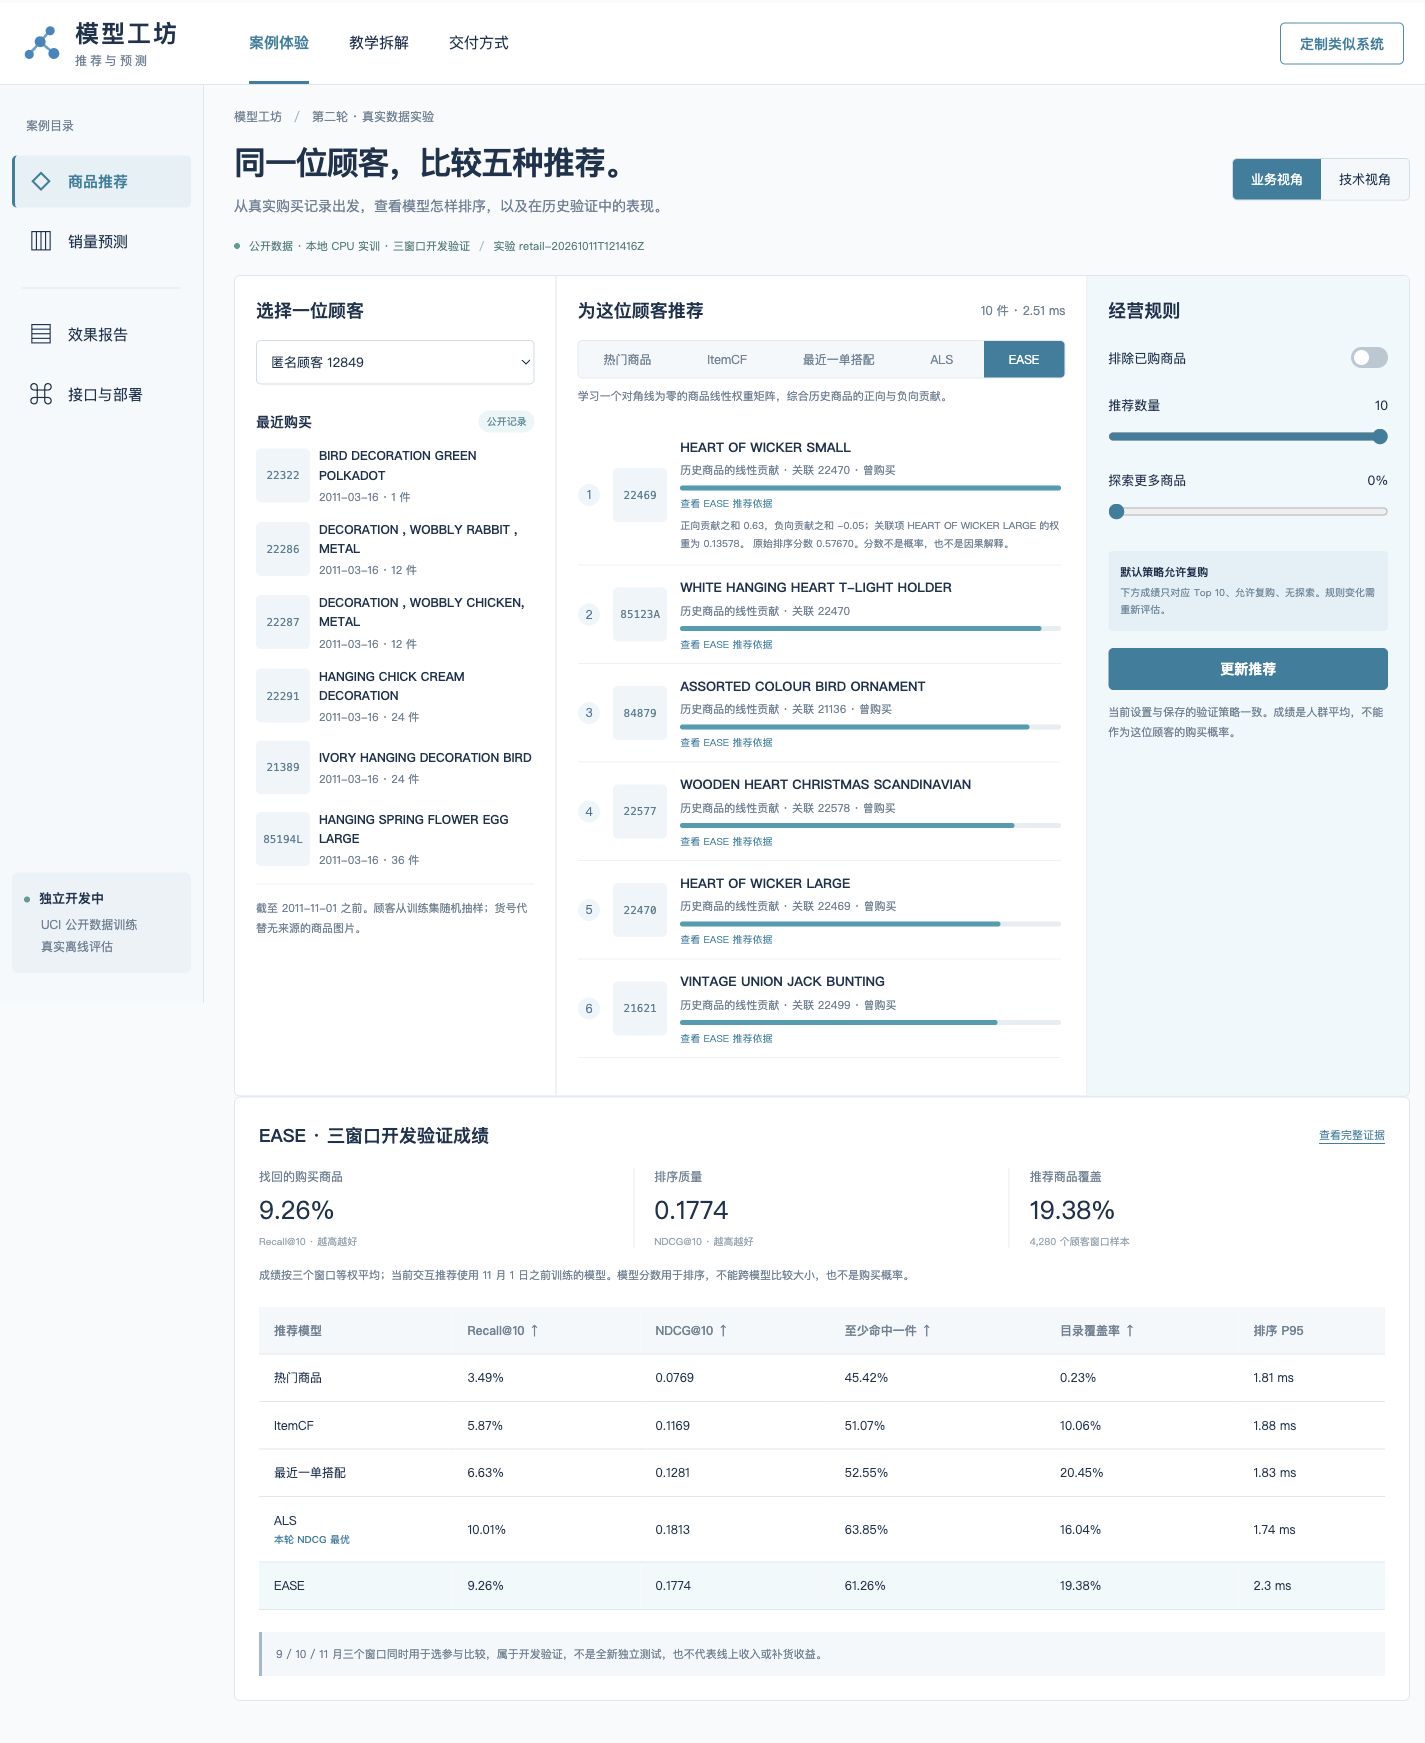 模型工坊
推荐与预测
案例体验
教学拆解
交付方式
定制类似系统
案例目录
商品推荐
销量预测
效果报告
接口与部署
独立开发中
UCI 公开数据训练
真实离线评估
模型工坊 / 第二轮 · 真实数据实验
同一位顾客，比较五种推荐。
从真实购买记录出发，查看模型怎样排序，以及在历史验证中的表现。
公开数据 · 本地 CPU 实训 · 三窗口开发验证 / 实验 retail-20261011T121416Z
业务视角
技术视角
选择一位顾客
匿名顾客 12849
最近购买
公开记录
22322
BIRD DECORATION GREEN
POLKADOT
2011-03-16 · 1 件
22286
DECORATION , WOBBLY RABBIT ,
METAL
2011-03-16 · 12 件
22287
DECORATION , WOBBLY CHICKEN,
METAL
2011-03-16 · 12 件
22291
HANGING CHICK CREAM
DECORATION
2011-03-16 · 24 件
21389
IVORY HANGING DECORATION BIRD
2011-03-16 · 24 件
85194L
HANGING SPRING FLOWER EGG
LARGE
2011-03-16 · 36 件
截至 2011-11-01 之前。顾客从训练集随机抽样；货号代
替无来源的商品图片。
为这位顾客推荐
10 件 · 2.51 ms
热门商品
ItemCF
最近一单搭配
ALS
EASE
学习一个对角线为零的商品线性权重矩阵，综合历史商品的正向与负向贡献。
1
22469
HEART OF WICKER SMALL
历史商品的线性贡献 · 关联 22470 · 曾购买
查看 EASE 推荐依据
正向贡献之和 0.63，负向贡献之和 -0.05；关联项 HEART OF WICKER LARGE 的权
重为 0.13578。 原始排序分数 0.57670。分数不是概率，也不是因果解释。
2
85123A
WHITE HANGING HEART T-LIGHT HOLDER
历史商品的线性贡献 · 关联 22470
查看 EASE 推荐依据
3
84879
ASSORTED COLOUR BIRD ORNAMENT
历史商品的线性贡献 · 关联 21136 · 曾购买
查看 EASE 推荐依据
4
22577
WOODEN HEART CHRISTMAS SCANDINAVIAN
历史商品的线性贡献 · 关联 22578 · 曾购买
查看 EASE 推荐依据
5
22470
HEART OF WICKER LARGE
历史商品的线性贡献 · 关联 22469 · 曾购买
查看 EASE 推荐依据
6
21621
VINTAGE UNION JACK BUNTING
历史商品的线性贡献 · 关联 22499 · 曾购买
查看 EASE 推荐依据
经营规则
排除已购商品
推荐数量 10
探索更多商品 0%
默认策略允许复购
下方成绩只对应 Top 10、允许复购、无探索。规则变化需
重新评估。
更新推荐
当前设置与保存的验证策略一致。成绩是人群平均，不能
作为这位顾客的购买概率。
EASE · 三窗口开发验证成绩
查看完整证据
找回的购买商品
9.26%
Recall@10 · 越高越好
排序质量
0.1774
NDCG@10 · 越高越好
推荐商品覆盖
19.38%
4,280 个顾客窗口样本
成绩按三个窗口等权平均；当前交互推荐使用 11 月 1 日之前训练的模型。模型分数用于排序，不能跨模型比较大小，也不是购买概率。
推荐模型 Recall@10 ↑ NDCG@10 ↑ 至少命中一件 ↑ 目录覆盖率 ↑ 排序 P95
热门商品 3.49% 0.0769 45.42% 0.23% 1.81 ms
ItemCF 5.87% 0.1169 51.07% 10.06% 1.88 ms
最近一单搭配 6.63% 0.1281 52.55% 20.45% 1.83 ms
ALS
本轮 NDCG 最优
10.01% 0.1813 63.85% 16.04% 1.74 ms
EASE 9.26% 0.1774 61.26% 19.38% 2.3 ms
9 / 10 / 11 月三个窗口同时用于选参与比较，属于开发验证，不是全新独立测试，也不代表线上收入或补货收益。